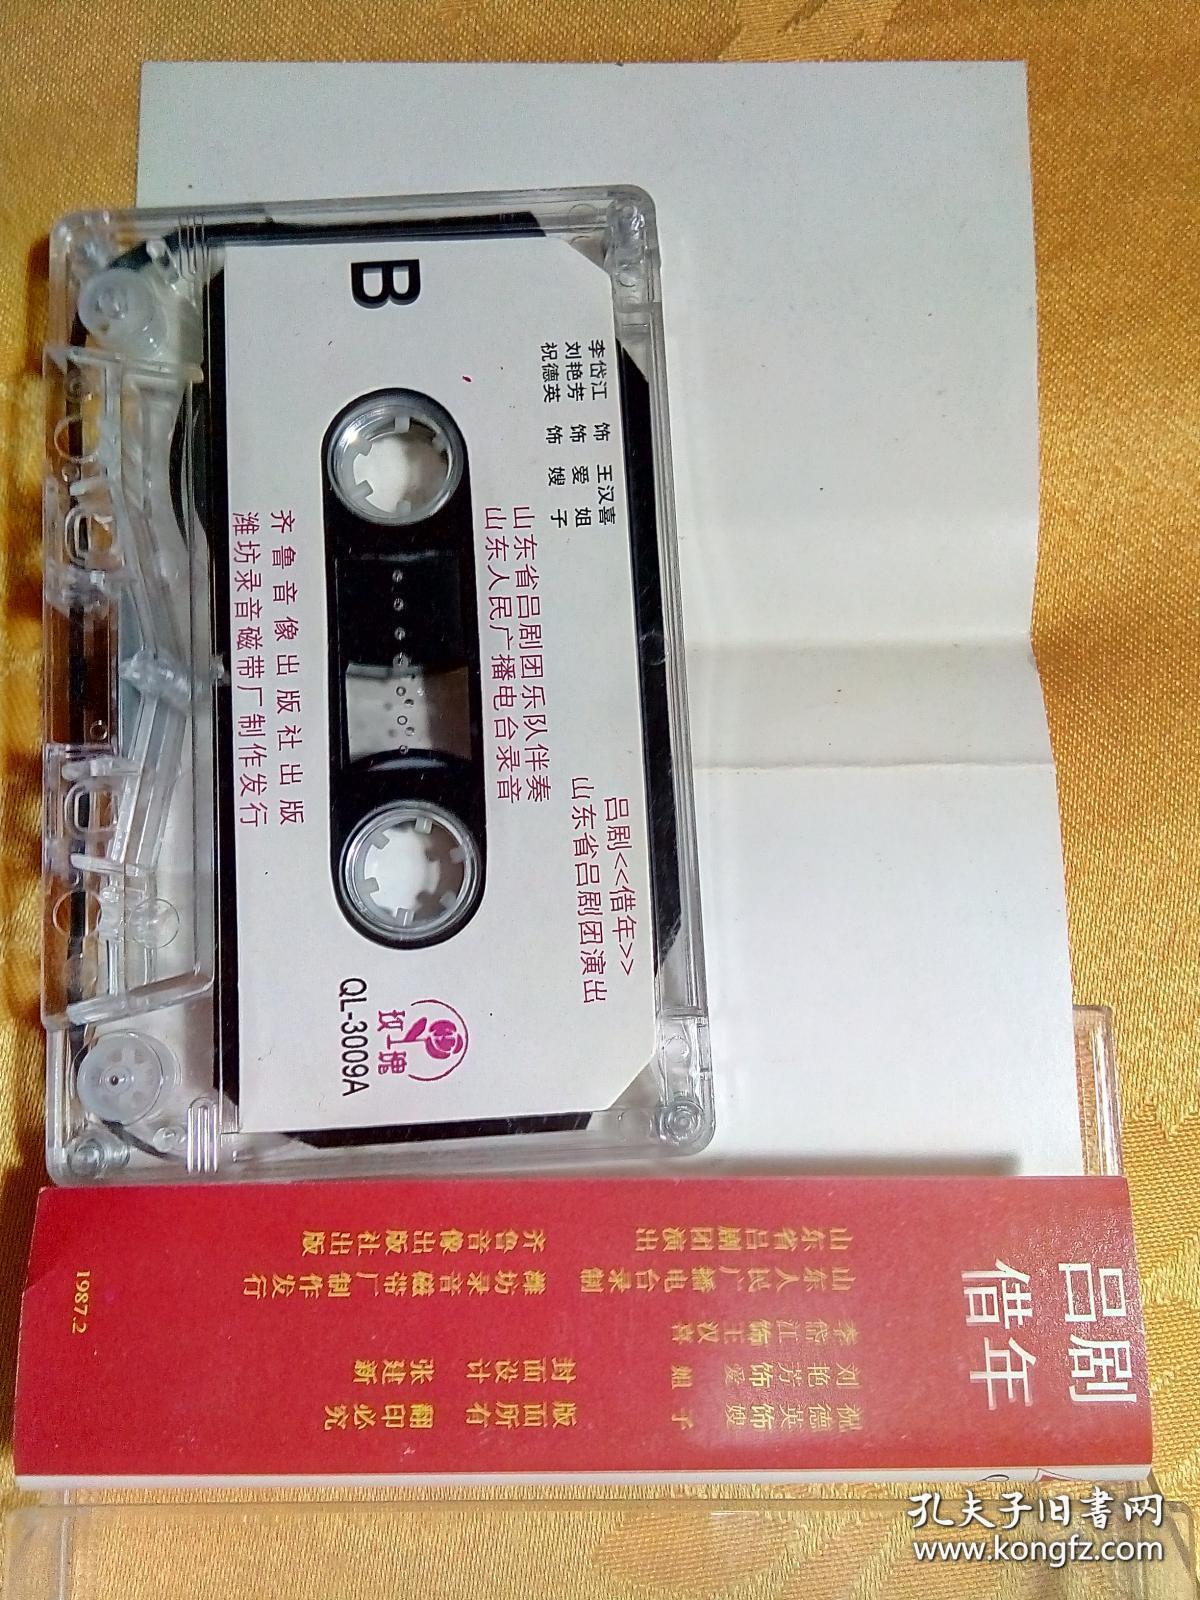 B
李岱江 饰 王汉喜
刘艳芳 饰 爱姐
祝德英 饰 嫂子
吕剧<<借年>>
山东省吕剧团演出
山东省吕剧团乐队伴奏
山东人民广播电台录音
齐鲁音像出版社出版
潍坊录音磁带厂制作发行
玫瑰
QL-3009A
吕剧
借年
山东省吕剧团演出
山东人民广播电台录制
李岱江饰王汉喜
刘艳芳饰爱姐
祝德英饰嫂子
齐鲁音像出版社出版
潍坊录音磁带厂制作发行
封面设计 张建新
版面所有 翻印必究
1987.2
孔夫子旧书网
www.kongfz.com